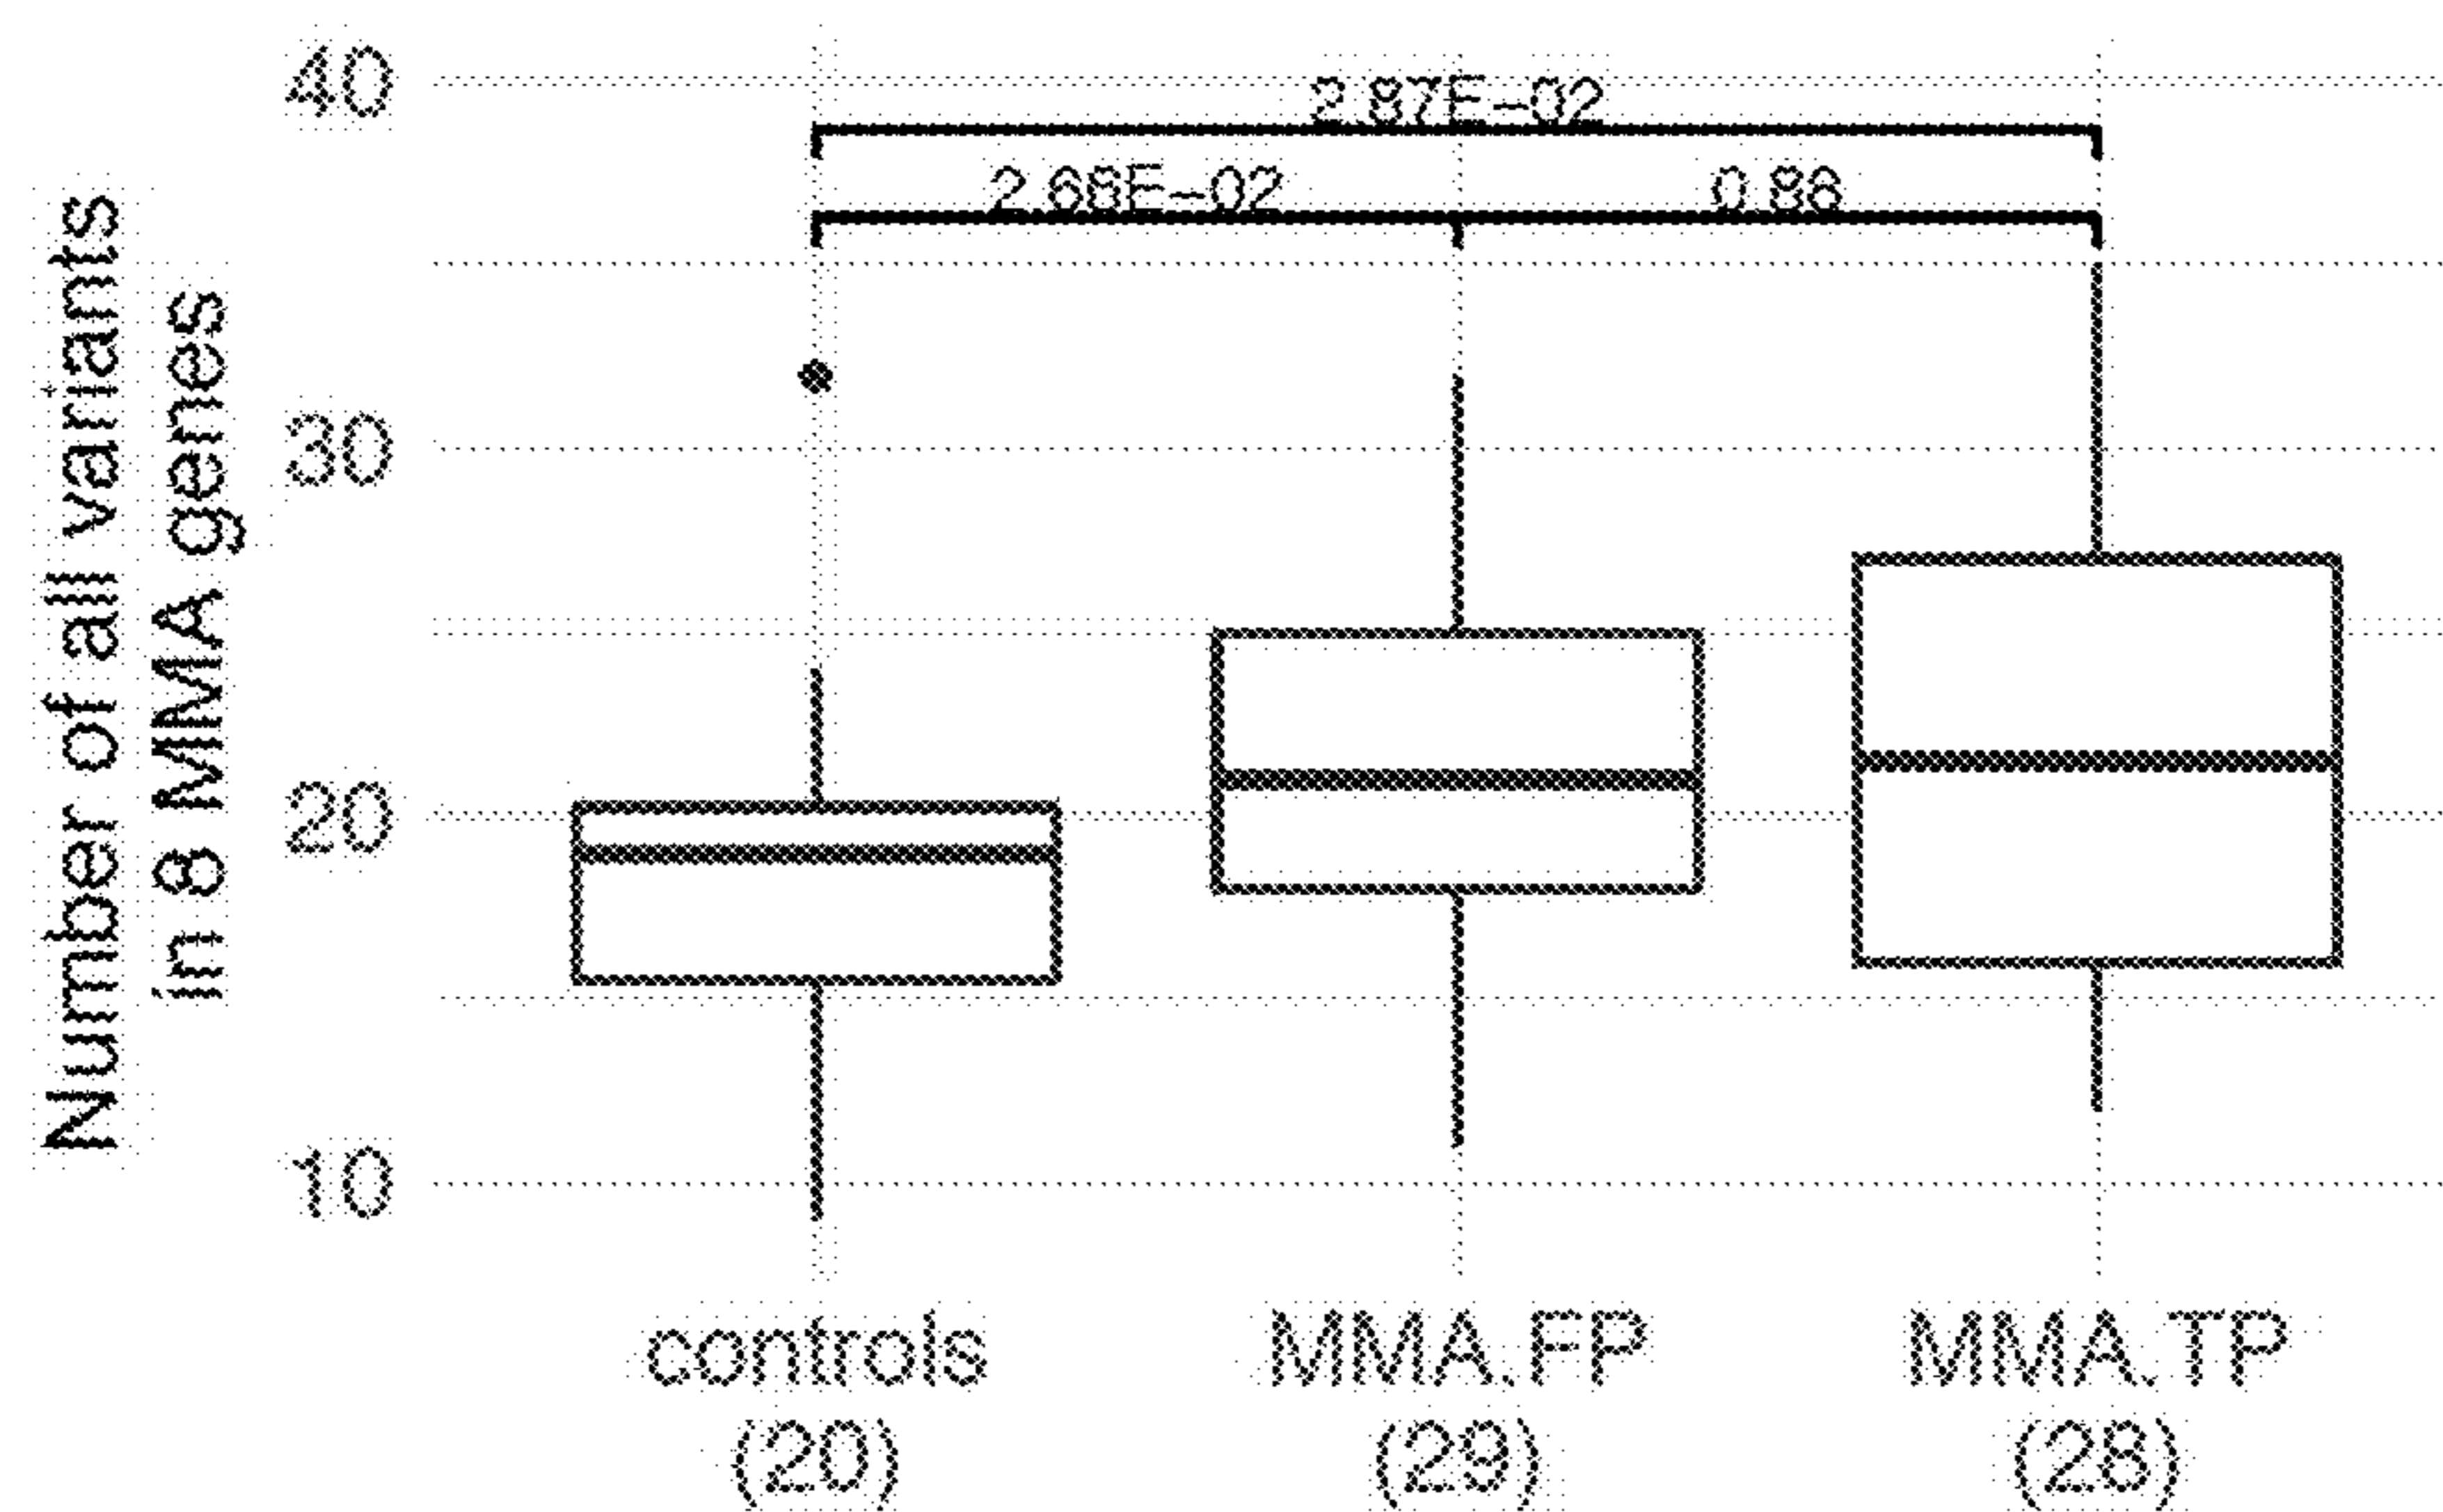 Number of all variants
in 8 MMA genes
40
30
20
10
2.87E-02
2.68E-02
0.86
controls
(20)
MMA.FP
(29)
MMA.TP
(28)